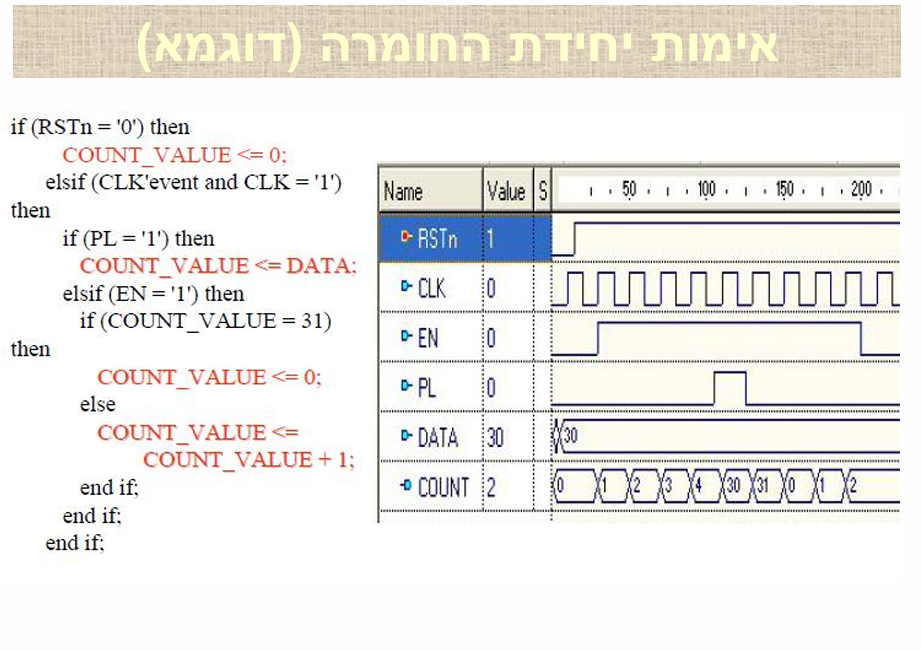 אימות יחידת החומרה (דוגמא)
if (RSTn = '0') then
COUNT_VALUE <= 0;
elsif (CLK'event and CLK = '1')
then
if (PL = '1') then
COUNT_VALUE <= DATA;
elsif (EN = '1') then
if (COUNT_VALUE = 31)
then
COUNT_VALUE <= 0;
else
COUNT_VALUE <=
COUNT_VALUE + 1;
end if;
end if;
end if;
Name Value S 50 100 150 200
RSTn 1
CLK 0
EN 0
PL 0
DATA 30 30
COUNT 2 0 1 2 3 4 30 31 0 1 2